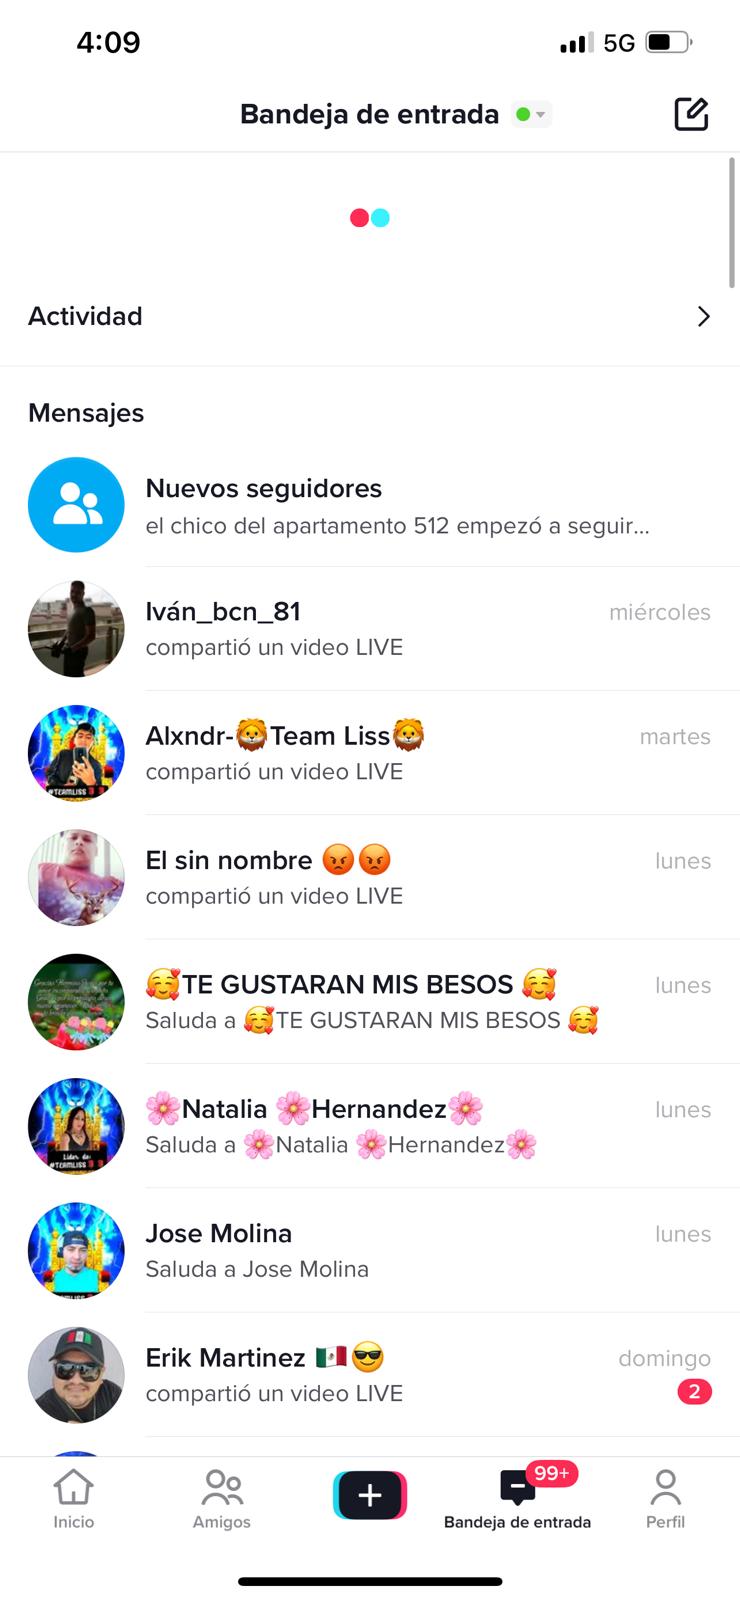 4:09
5G
Bandeja de entrada
Actividad
Mensajes
Nuevos seguidores
el chico del apartamento 512 empezó a seguir...
Iván_bcn_81
miércoles
compartió un video LIVE
Alxndr-🦁Team Liss🦁
martes
compartió un video LIVE
#TEAMLISS
El sin nombre 😡😡
lunes
compartió un video LIVE
🥰TE GUSTARAN MIS BESOS 🥰
lunes
Saluda a 🥰TE GUSTARAN MIS BESOS 🥰
🌸Natalia 🌸Hernandez🌸
lunes
Saluda a 🌸Natalia 🌸Hernandez🌸
Lider de:
#TEAMLISS
Jose Molina
lunes
Saluda a Jose Molina
Erik Martinez 🇲🇽😎
domingo
compartió un video LIVE
2
99+
Inicio
Amigos
Bandeja de entrada
Perfil